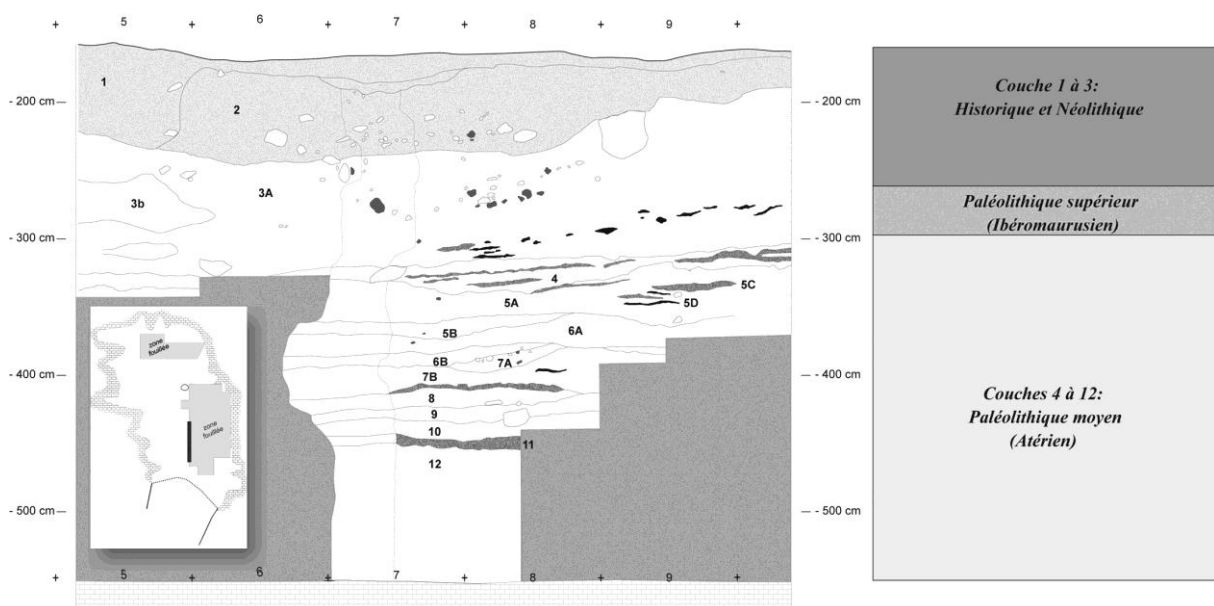 5 6 7 8 9
1
- 200 cm
2
- 200 cm
3A
3b
- 300 cm
- 300 cm
4
5C
5A
5D
5B
6A
6B
7A
- 400 cm
7B
- 400 cm
8
9
10
11
12
- 500 cm
- 500 cm
5 6 7 8 9
zone
fouillée
zone
fouillée
Couche 1 à 3:
Historique et Néolithique
Paléolithique supérieur
(Ibéromaurusien)
Couches 4 à 12:
Paléolithique moyen
(Atérien)